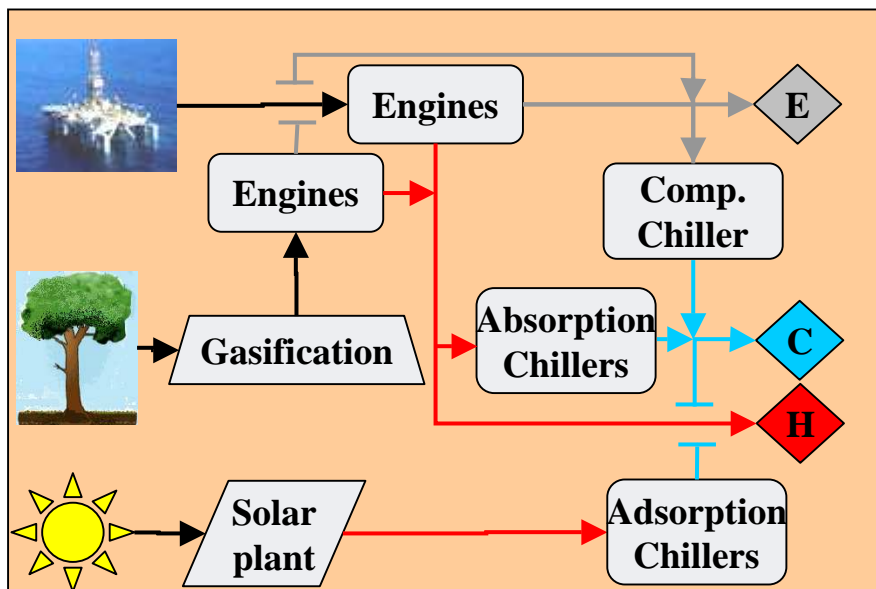 Engines
E
Engines
Comp.
Chiller
Gasification
Absorption
Chillers
C
H
Solar
plant
Adsorption
Chillers